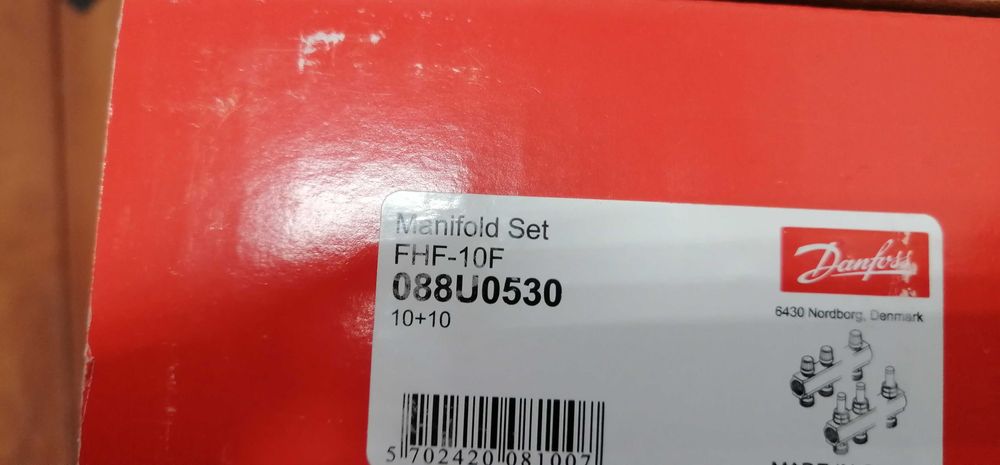 Manifold Set
FHF-10F
088U0530
10+10
Danfoss
6430 Nordborg, Denmark
5 702420 081007